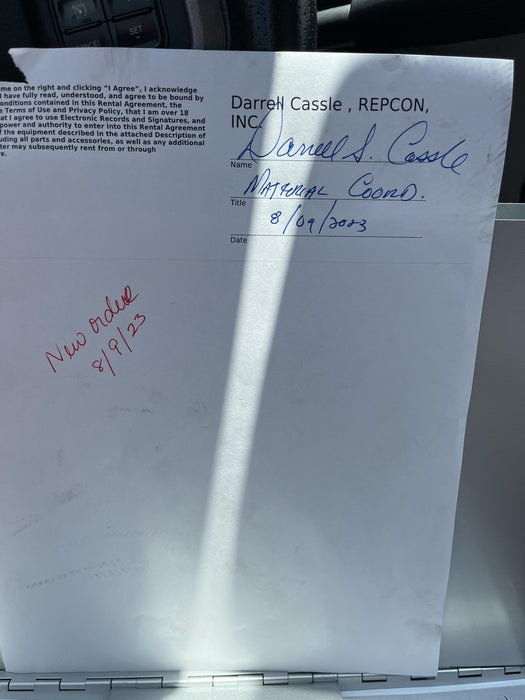 SET
CANCEL
me on the right and clicking "I Agree", I acknowledge
I have fully read, understood, and agree to be bound by
onditions contained in this Rental Agreement, the
e Terms of Use and Privacy Policy, that I am over 18
at I agree to use Electronic Records and Signatures, and
power and authority to enter into this Rental Agreement
f the equipment described in the attached Description of
uding all parts and accessories, as well as any additional
ter may subsequently rent from or through
e.
Darrell Cassle , REPCON,
INC.
Darrell S. Cassle
Name
Material Coord.
Title
8/09/2023
Date
New order
8/9/23